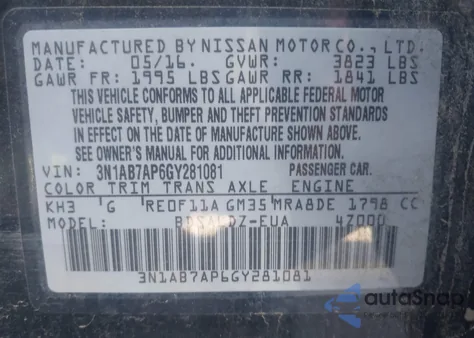 MANUFACTURED BY NISSAN MOTOR CO., LTD.
DATE: 05/16. GVWR: 3823 LBS
GAWR FR: 1995 LBS GAWR RR: 1841 LBS
THIS VEHICLE CONFORMS TO ALL APPLICABLE FEDERAL MOTOR
VEHICLE SAFETY, BUMPER AND THEFT PREVENTION STANDARDS
IN EFFECT ON THE DATE OF MANUFACTURE SHOWN ABOVE.
SEE OWNER'S MANUAL FOR ADDITIONAL INFORMATION.
VIN: 3N1AB7AP6GY281081 PASSENGER CAR.
COLOR TRIM TRANS AXLE ENGINE
KH3 G RE0F11A GM35 MRA8DE 1798 CC
MODEL: 47000
3N1AB7AP6GY281081
autoSnap